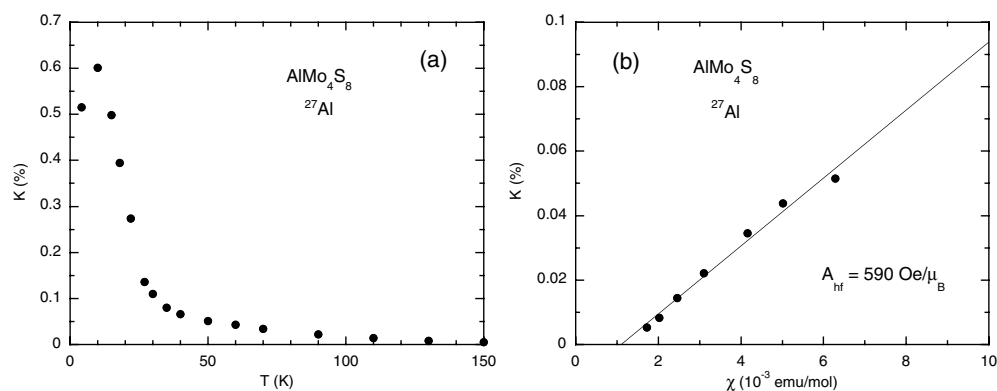 0.7
0.6
0.5
0.4
0.3
0.2
0.1
0
0 50 100 150
K (%)
T (K)
(a)
AlMo₄S₈
²⁷Al
0.1
0.08
0.06
0.04
0.02
0
0 2 4 6 8 10
K (%)
χ (10⁻³ emu/mol)
(b)
AlMo₄S₈
²⁷Al
A_hf = 590 Oe/μ_B